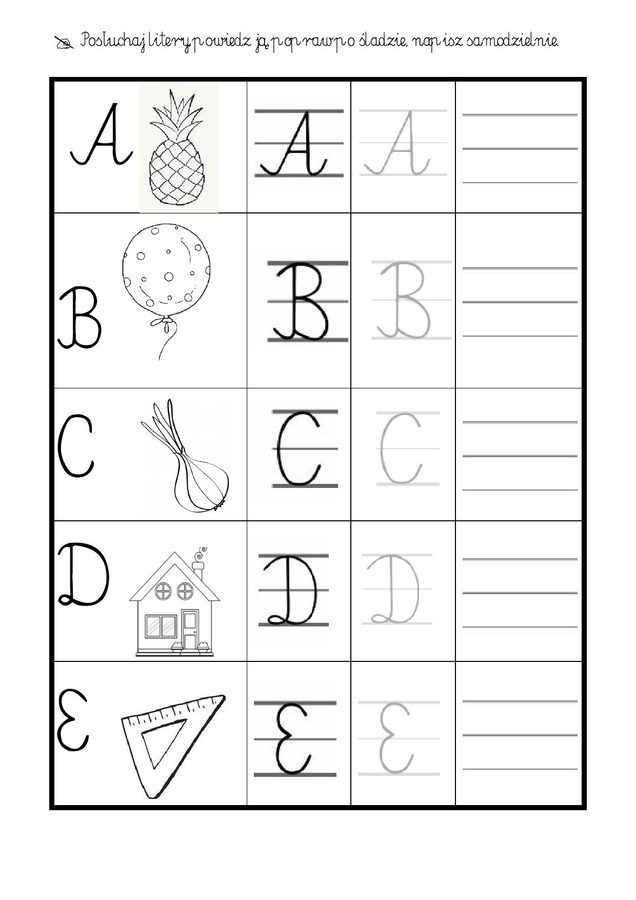 Posłuchaj litery, powiedz ją, popraw po śladzie, napisz samodzielnie.
A A A
B B B
C C C
D D D
E E E